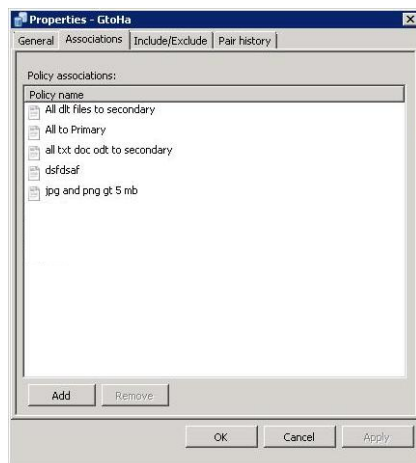 Properties - GtoHa
General Associations Include/Exclude Pair history
Policy associations:
Policy name
All dlt files to secondary
All to Primary
all txt doc odt to secondary
dsfdsaf
jpg and png gt 5 mb
Add Remove
OK Cancel Apply